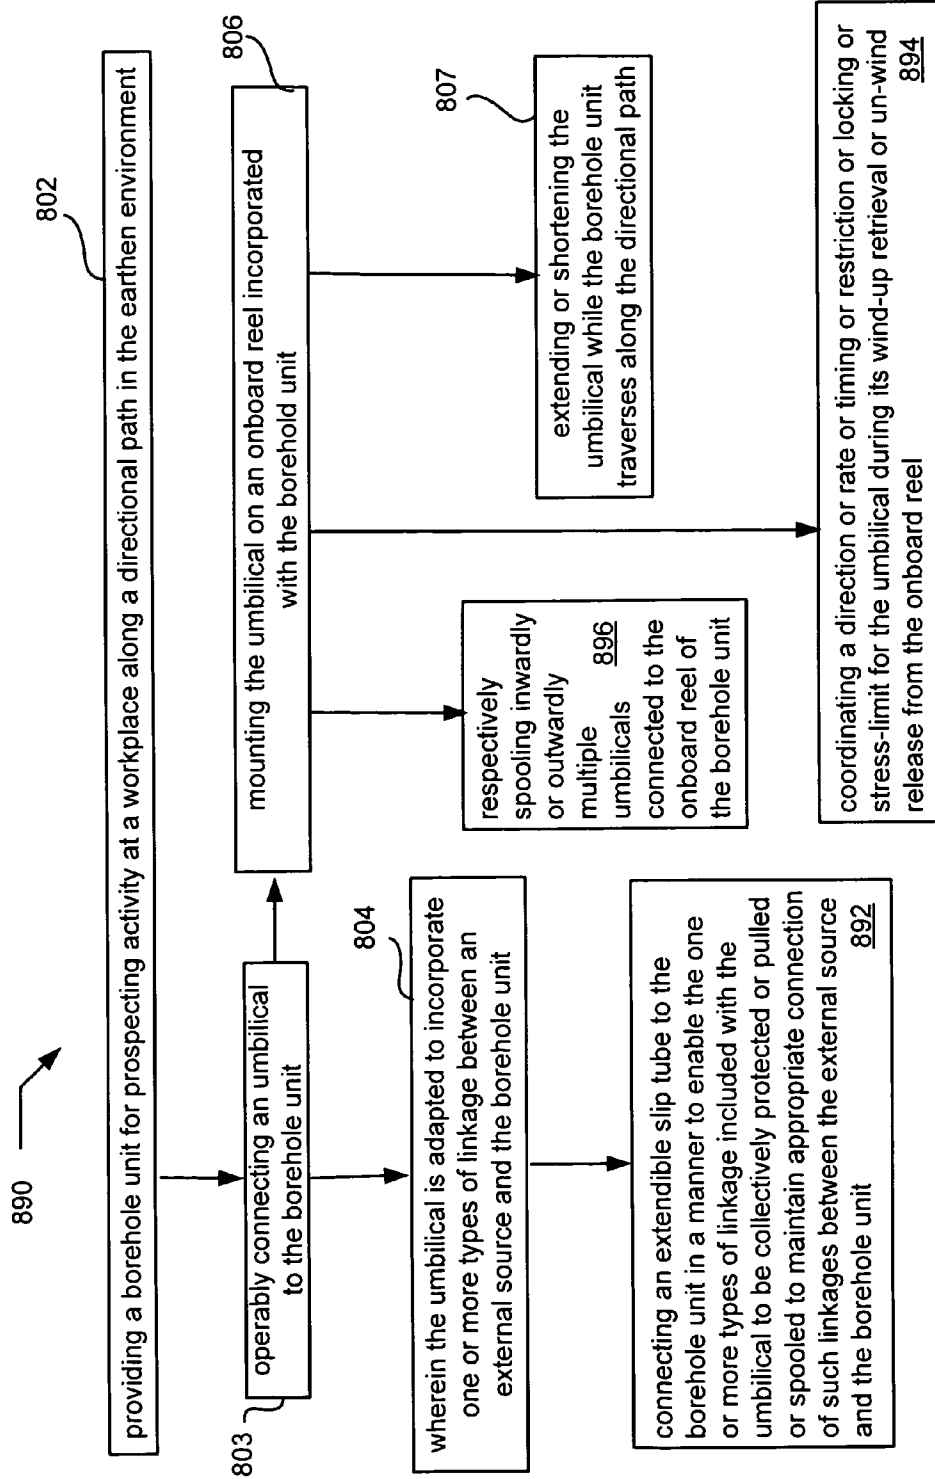 890
802
providing a borehole unit for prospecting activity at a workplace along a directional path in the earthen environment
803
operably connecting an umbilical
to the borehole unit
806
mounting the umbilical on an onboard reel incorporated
with the borehold unit
804
wherein the umbilical is adapted to incorporate
one or more types of linkage between an
external source and the borehole unit
respectively
spooling inwardly
or outwardly
multiple
umbilicals 896
connected to the
onboard reel of
the borehole unit
807
extending or shortening the
umbilical while the borehole unit
traverses along the directional path
connecting an extendible slip tube to the
borehole unit in a manner to enable the one
or more types of linkage included with the
umbilical to be collectively protected or pulled
or spooled to maintain appropriate connection
of such linkages between the external source
and the borehole unit 892
coordinating a direction or rate or timing or restriction or locking or
stress-limit for the umbilical during its wind-up retrieval or un-wind
release from the onboard reel 894